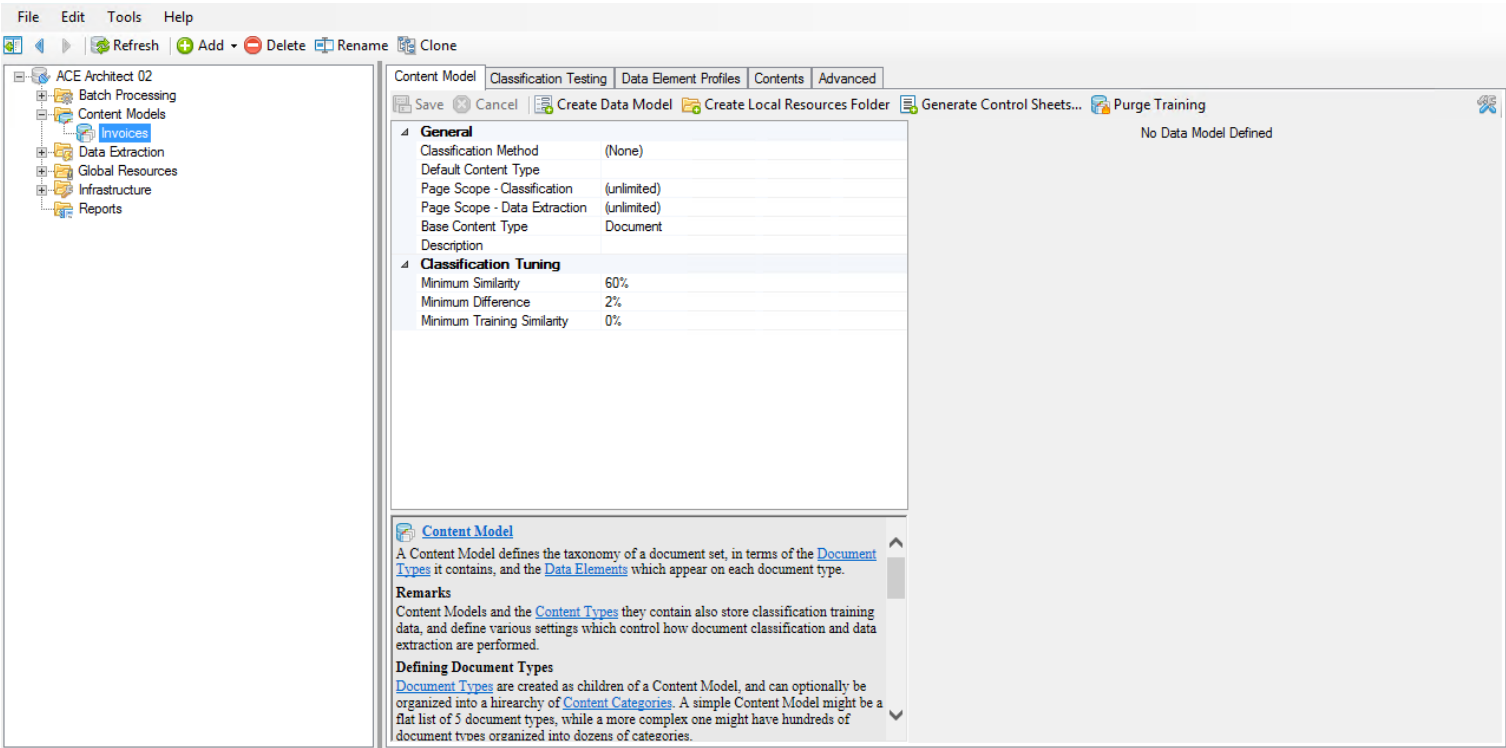 File Edit Tools Help
Refresh Add Delete Rename Clone
ACE Architect 02
Batch Processing
Content Models
Invoices
Data Extraction
Global Resources
Infrastructure
Reports
Content Model Classification Testing Data Element Profiles Contents Advanced
Save Cancel Create Data Model Create Local Resources Folder Generate Control Sheets... Purge Training
General
Classification Method (None)
Default Content Type
Page Scope - Classification (unlimited)
Page Scope - Data Extraction (unlimited)
Base Content Type Document
Description
Classification Tuning
Minimum Similarity 60%
Minimum Difference 2%
Minimum Training Similarity 0%
No Data Model Defined
Content Model
A Content Model defines the taxonomy of a document set, in terms of the Document
Types it contains, and the Data Elements which appear on each document type.
Remarks
Content Models and the Content Types they contain also store classification training
data, and define various settings which control how document classification and data
extraction are performed.
Defining Document Types
Document Types are created as children of a Content Model, and can optionally be
organized into a hirearchy of Content Categories. A simple Content Model might be a
flat list of 5 document types, while a more complex one might have hundreds of
document types organized into dozens of categories.